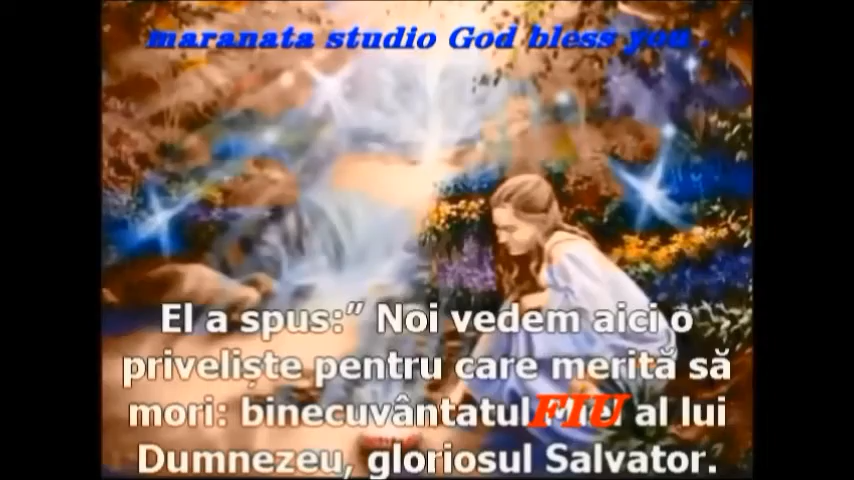 maranata studio God bless you .
El a spus:” Noi vedem aici o
priveliște pentru care merită să
mori: binecuvântatul FIU al lui
Dumnezeu, gloriosul Salvator.